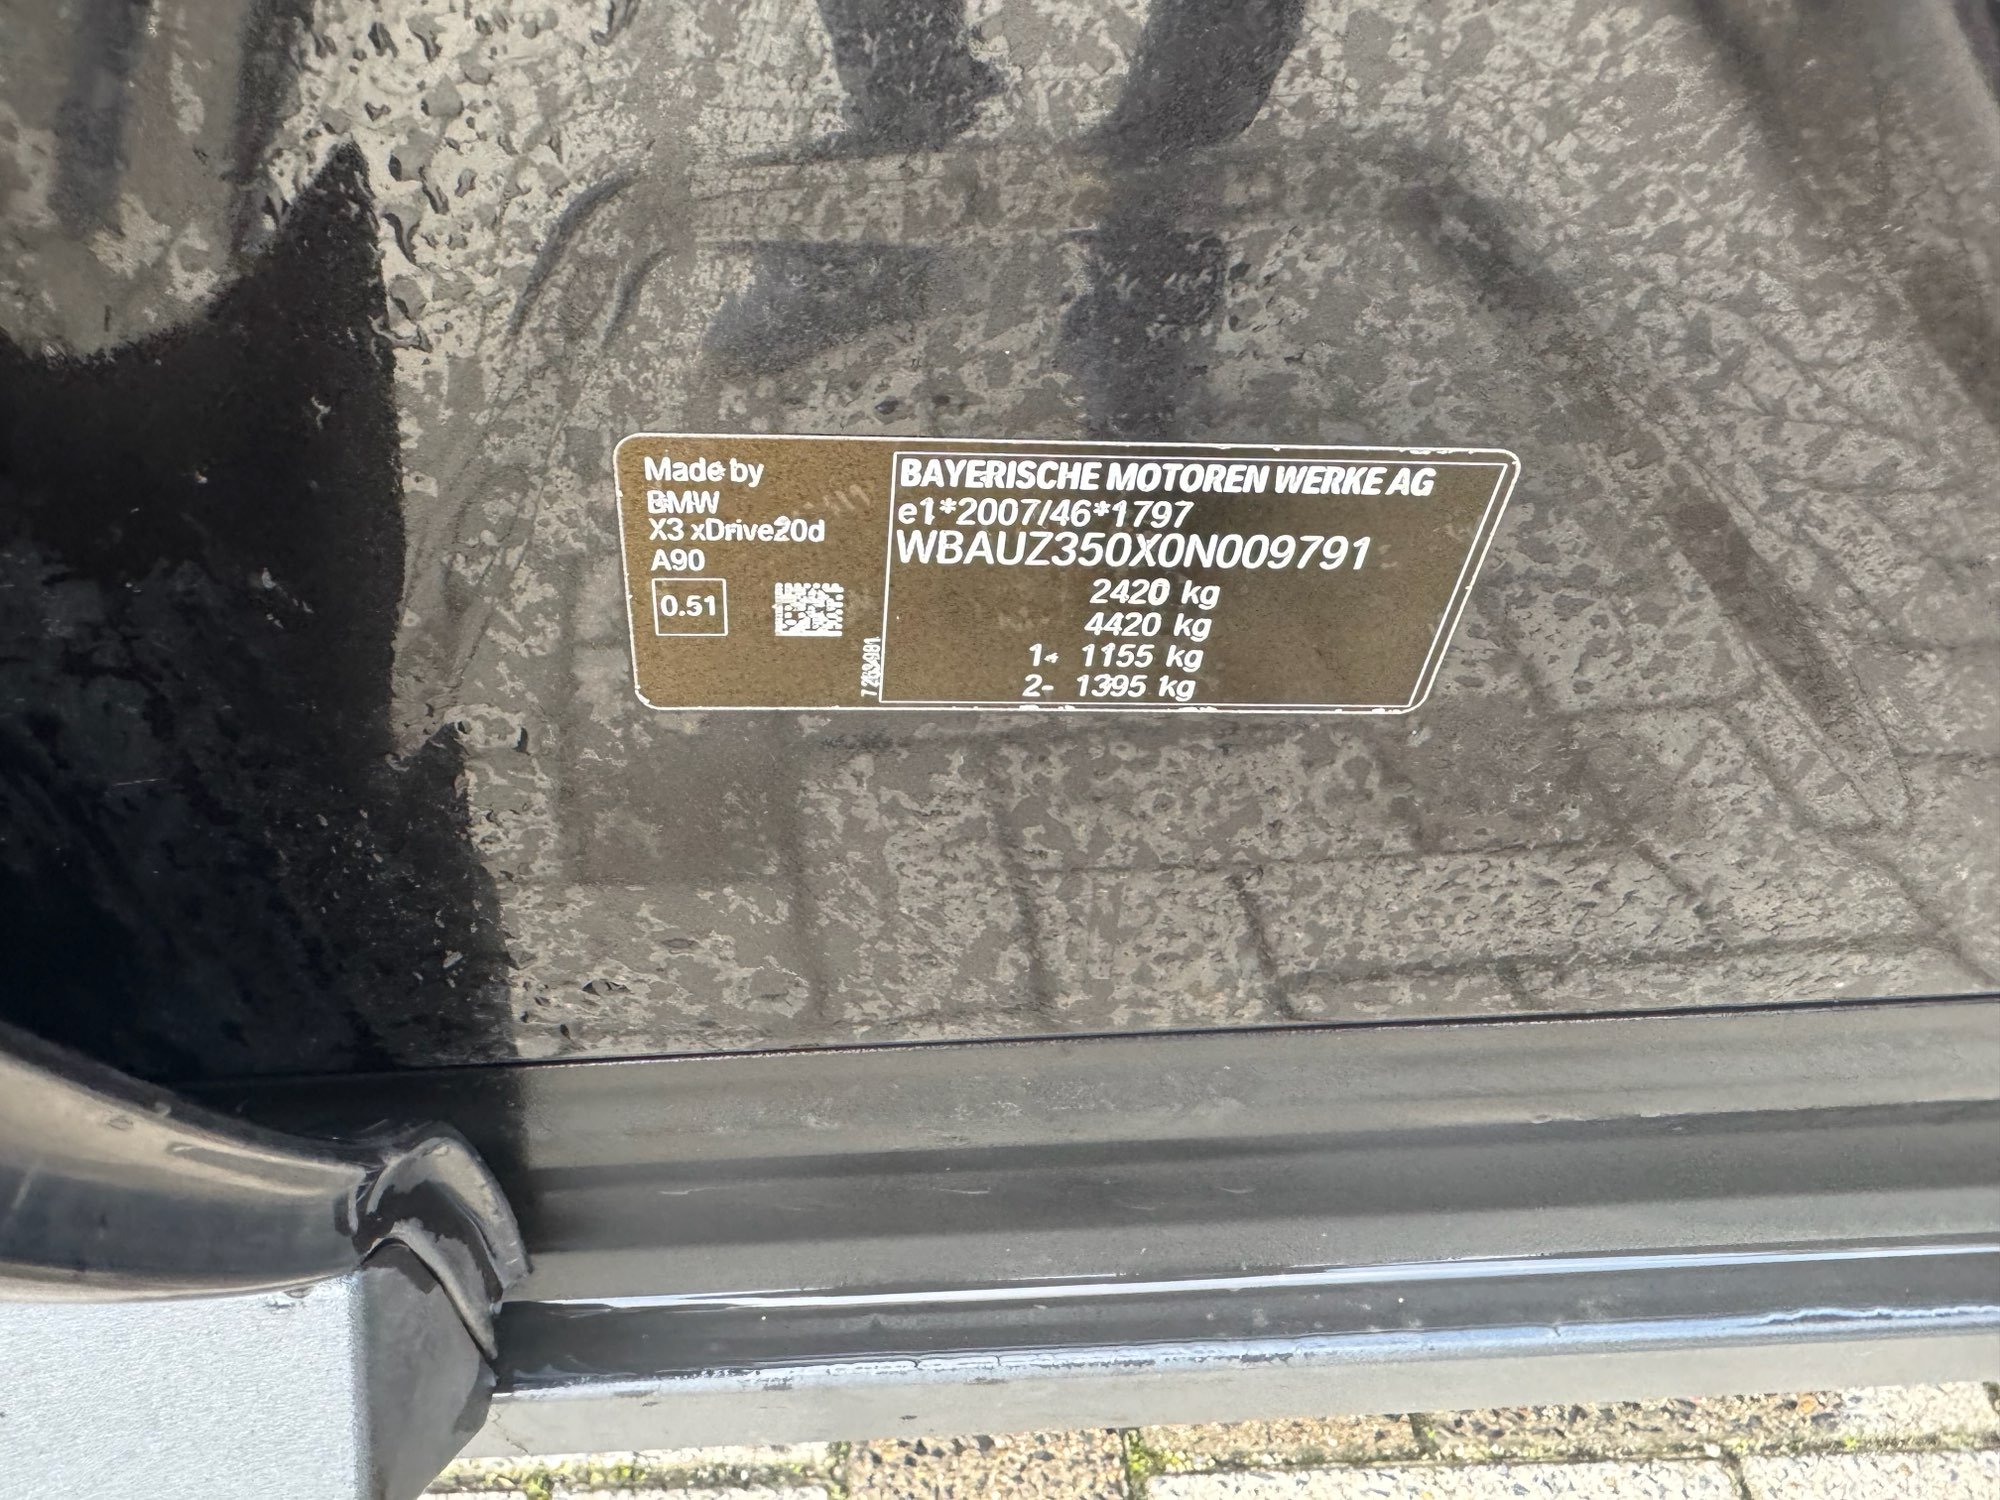 Made by
BMW
X3 xDrive20d
A90
0.51
7263481
BAYERISCHE MOTOREN WERKE AG
e1*2007/46*1797
WBAUZ350X0N009791
2420 kg
4420 kg
1- 1155 kg
2- 1395 kg